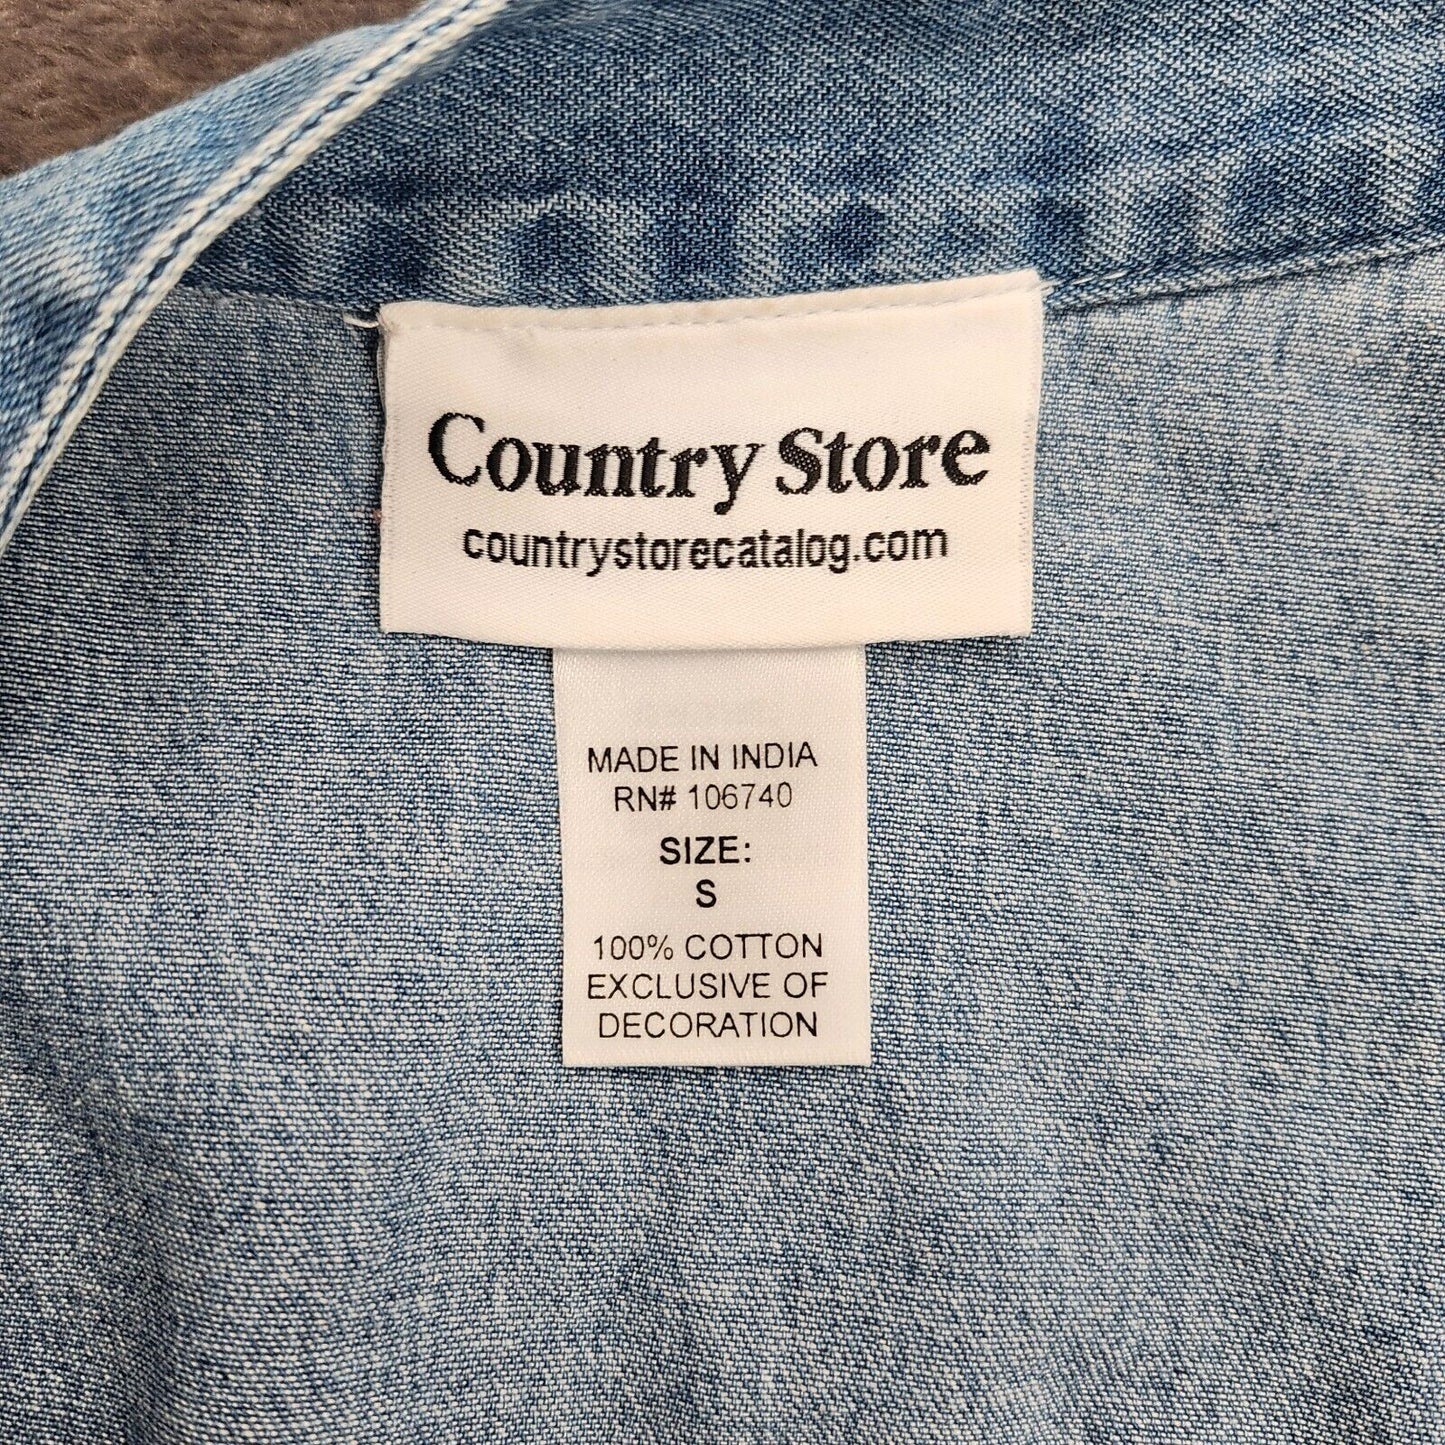 Country Store
countrystorecatalog.com
MADE IN INDIA
RN# 106740
SIZE:
S
100% COTTON
EXCLUSIVE OF
DECORATION